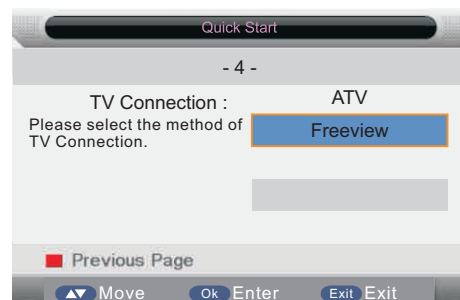 Quick Start
- 4 -
TV Connection :
ATV
Please select the method of
TV Connection.
Freeview
Previous Page
Move Ok Enter Exit Exit